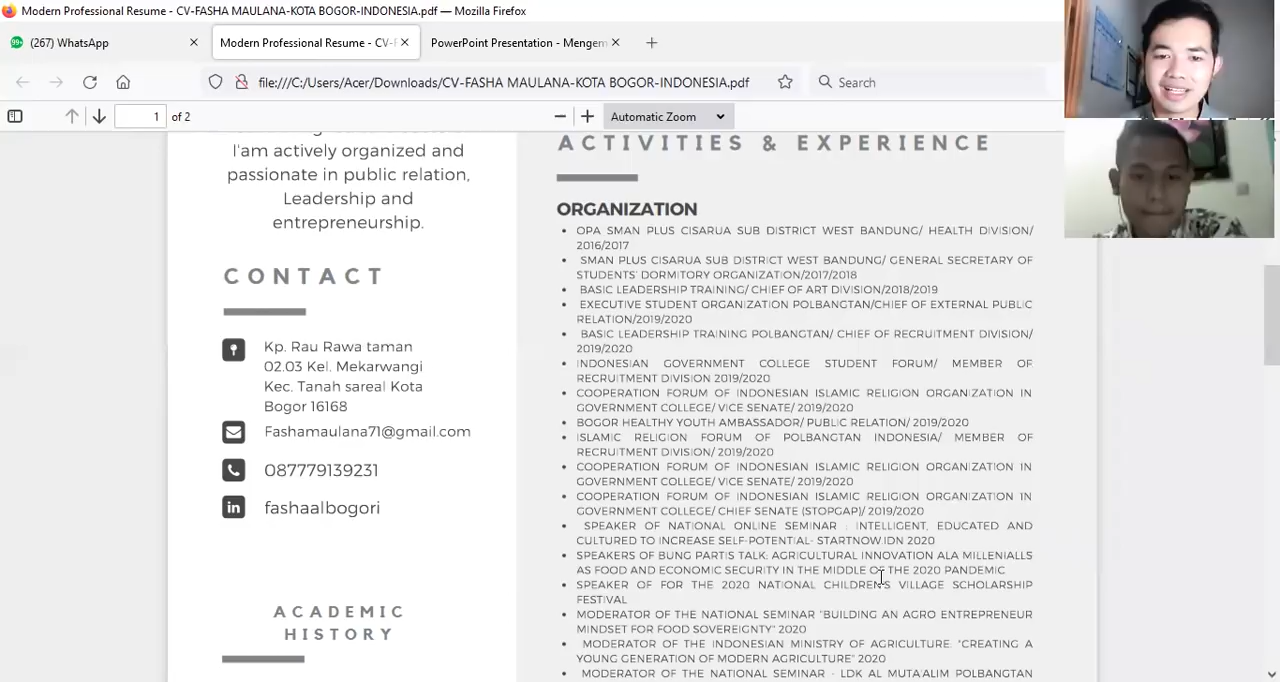 Modern Professional Resume - CV-FASHA MAULANA-KOTA BOGOR-INDONESIA.pdf — Mozilla Firefox
99+ (267) WhatsApp
Modern Professional Resume - CV-F
PowerPoint Presentation - Mengem
file:///C:/Users/Acer/Downloads/CV-FASHA MAULANA-KOTA BOGOR-INDONESIA.pdf
Search
1 of 2
Automatic Zoom
I'am actively organized and
passionate in public relation,
Leadership and
entrepreneurship.
CONTACT
Kp. Rau Rawa taman
02.03 Kel. Mekarwangi
Kec. Tanah sareal Kota
Bogor 16168
Fashamaulana71@gmail.com
087779139231
in fashaalbogori
ACADEMIC
HISTORY
ACTIVITIES & EXPERIENCE
ORGANIZATION
• OPA SMAN PLUS CISARUA SUB DISTRICT WEST BANDUNG/ HEALTH DIVISION/
2016/2017
• SMAN PLUS CISARUA SUB DISTRICT WEST BANDUNG/ GENERAL SECRETARY OF
STUDENTS' DORMITORY ORGANIZATION/2017/2018
• BASIC LEADERSHIP TRAINING/ CHIEF OF ART DIVISION/2018/2019
• EXECUTIVE STUDENT ORGANIZATION POLBANGTAN/CHIEF OF EXTERNAL PUBLIC
RELATION/2019/2020
• BASIC LEADERSHIP TRAINING POLBANGTAN/ CHIEF OF RECRUITMENT DIVISION/
2019/2020
• INDONESIAN GOVERNMENT COLLEGE STUDENT FORUM/ MEMBER OF
RECRUITMENT DIVISION 2019/2020
• COOPERATION FORUM OF INDONESIAN ISLAMIC RELIGION ORGANIZATION IN
GOVERNMENT COLLEGE/ VICE SENATE/ 2019/2020
• BOGOR HEALTHY YOUTH AMBASSADOR/ PUBLIC RELATION/ 2019/2020
• ISLAMIC RELIGION FORUM OF POLBANGTAN INDONESIA/ MEMBER OF
RECRUITMENT DIVISION/ 2019/2020
• COOPERATION FORUM OF INDONESIAN ISLAMIC RELIGION ORGANIZATION IN
GOVERNMENT COLLEGE/ VICE SENATE/ 2019/2020
• COOPERATION FORUM OF INDONESIAN ISLAMIC RELIGION ORGANIZATION IN
GOVERNMENT COLLEGE/ CHIEF SENATE (STOPGAP)/ 2019/2020
• SPEAKER OF NATIONAL ONLINE SEMINAR : INTELLIGENT, EDUCATED AND
CULTURED TO INCREASE SELF-POTENTIAL- STARTNOW.IDN 2020
• SPEAKERS OF BUNG PARTIS TALK: AGRICULTURAL INNOVATION ALA MILLENIALLS
AS FOOD AND ECONOMIC SECURITY IN THE MIDDLE OF THE 2020 PANDEMIC
• SPEAKER OF FOR THE 2020 NATIONAL CHILDREN'S VILLAGE SCHOLARSHIP
FESTIVAL
• MODERATOR OF THE NATIONAL SEMINAR "BUILDING AN AGRO ENTREPRENEUR
MINDSET FOR FOOD SOVEREIGNTY" 2020
• MODERATOR OF THE INDONESIAN MINISTRY OF AGRICULTURE. "CREATING A
YOUNG GENERATION OF MODERN AGRICULTURE" 2020
• MODERATOR OF THE NATIONAL SEMINAR - LDK AL MUTA'ALIM POLBANGTAN